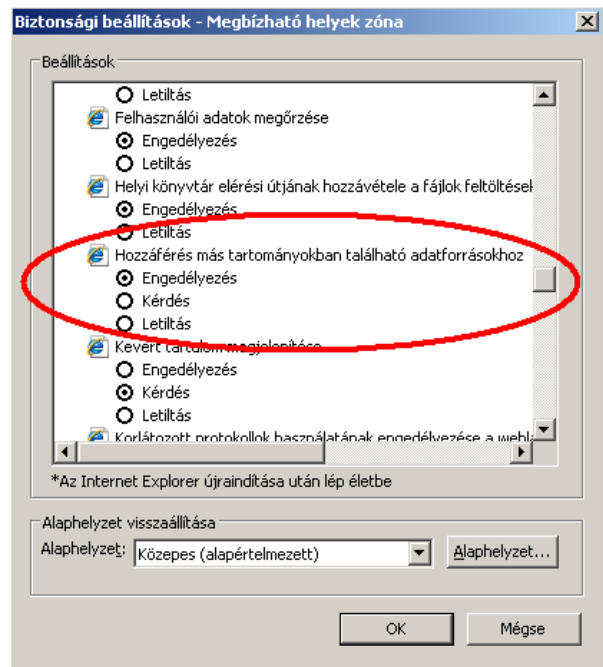 Biztonsági beállítások - Megbízható helyek zóna
Beállítások
Letiltás
Felhasználói adatok megőrzése
Engedélyezés
Letiltás
Helyi könyvtár elérési útjának hozzávétele a fájlok feltöltések
Engedélyezés
Letiltás
Hozzáférés más tartományokban található adatforrásokhoz
Engedélyezés
Kérdés
Letiltás
Kevert tartalom megjelenítése
Engedélyezés
Kérdés
Letiltás
Korlátozott protokollok használatának engedélyezése a webla
*Az Internet Explorer újraindítása után lép életbe
Alaphelyzet visszaállítása
Alaphelyzet: Közepes (alapértelmezett) Alaphelyzet...
OK Mégse